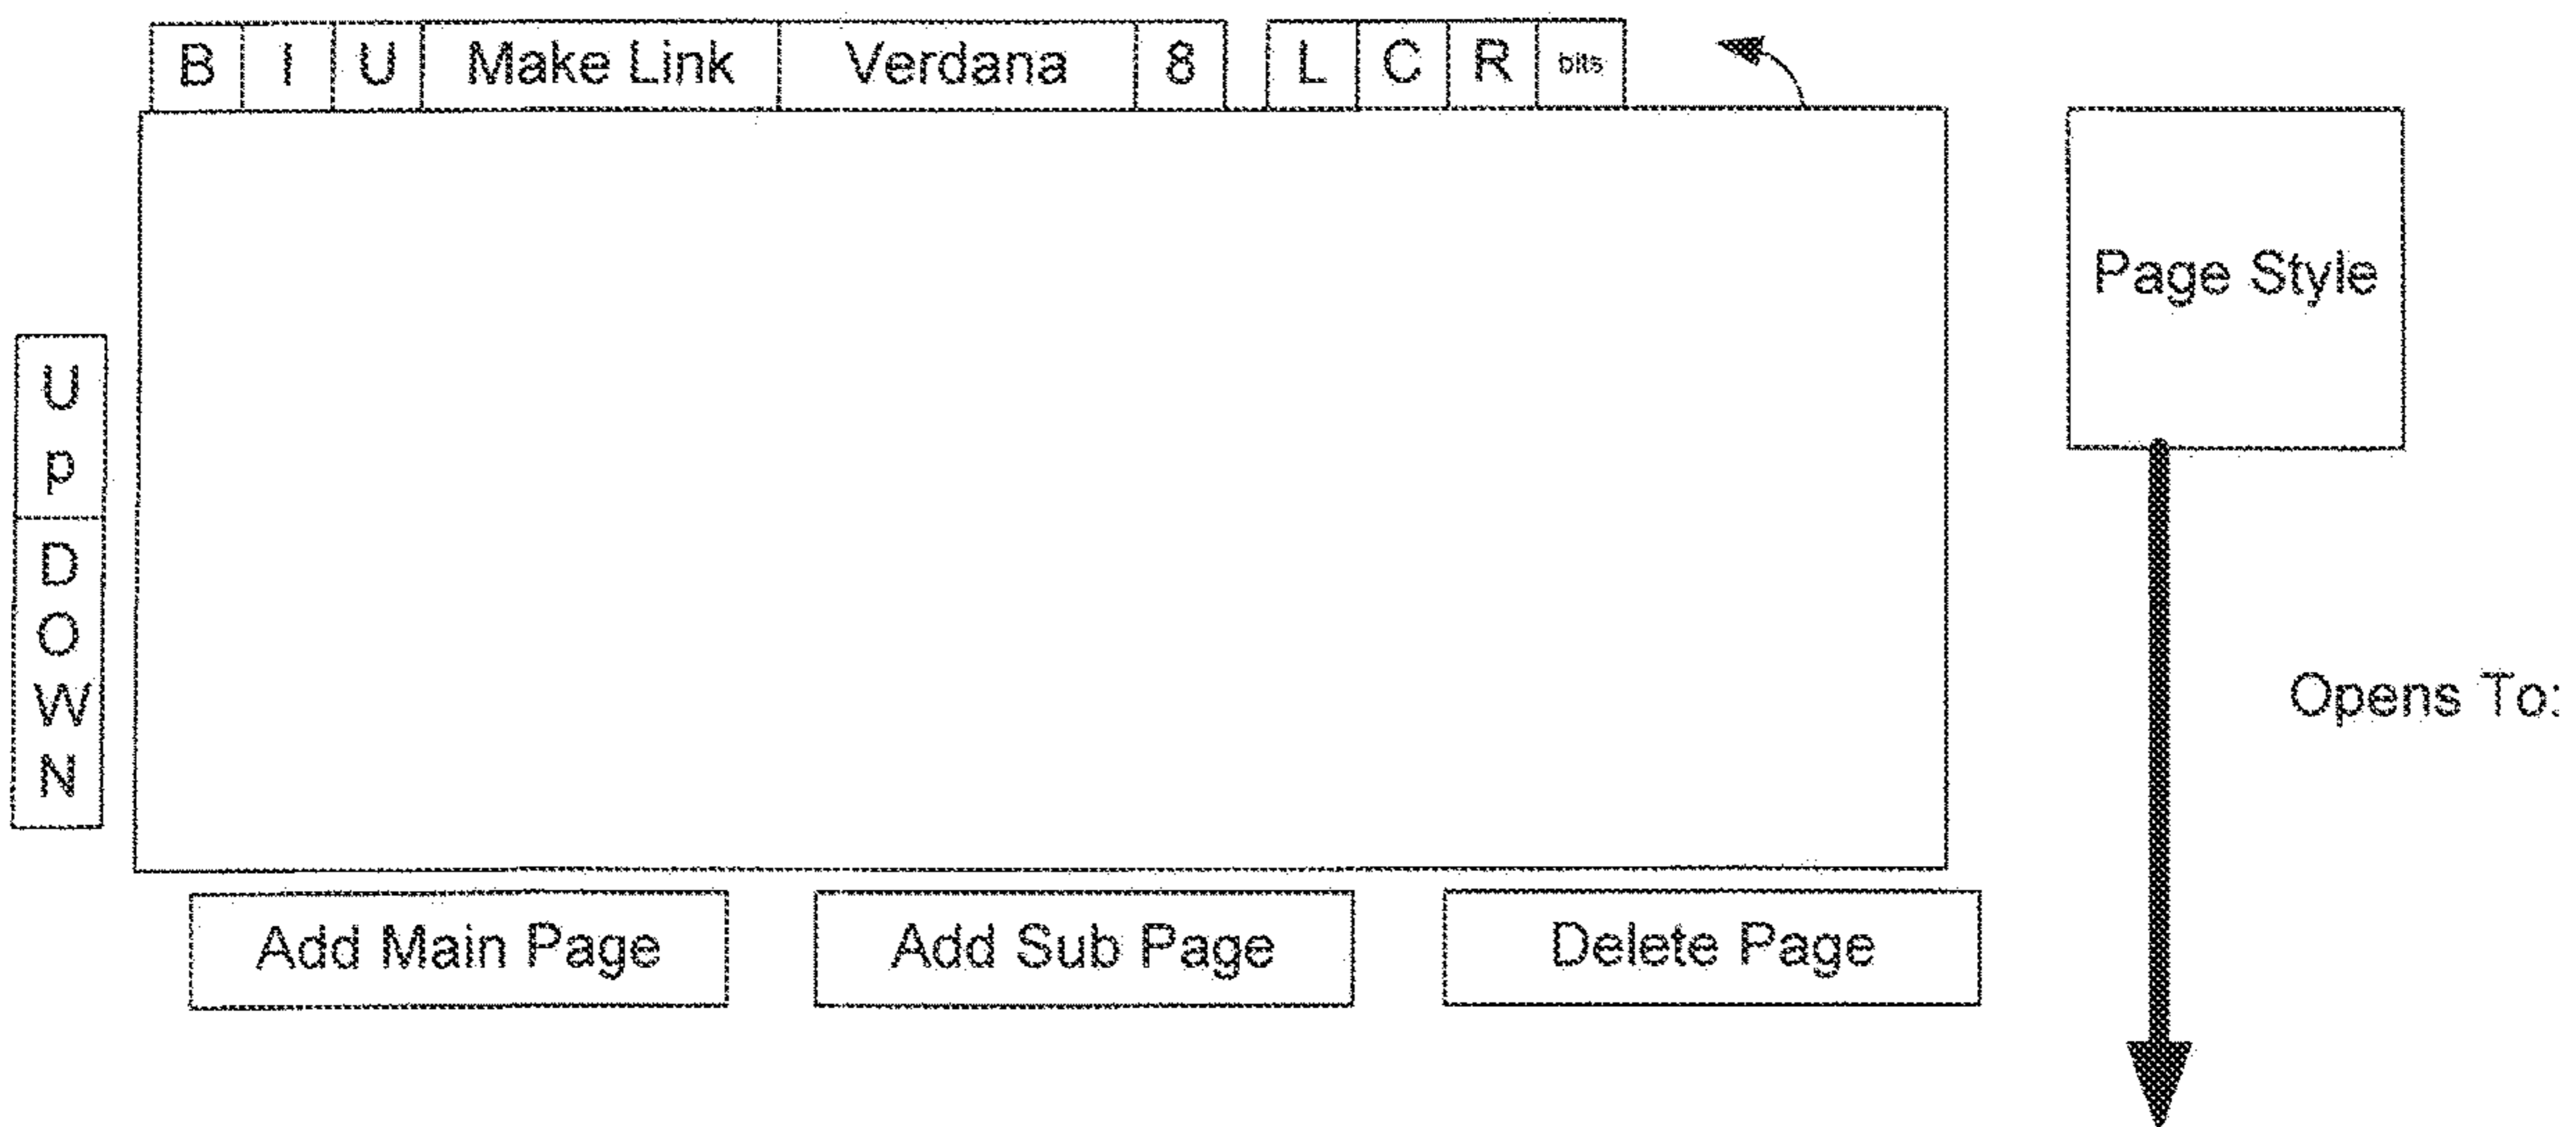 B I U Make Link Verdana 8 L C R bits
Page Style
UP
DOWN
Opens To:
Add Main Page Add Sub Page Delete Page